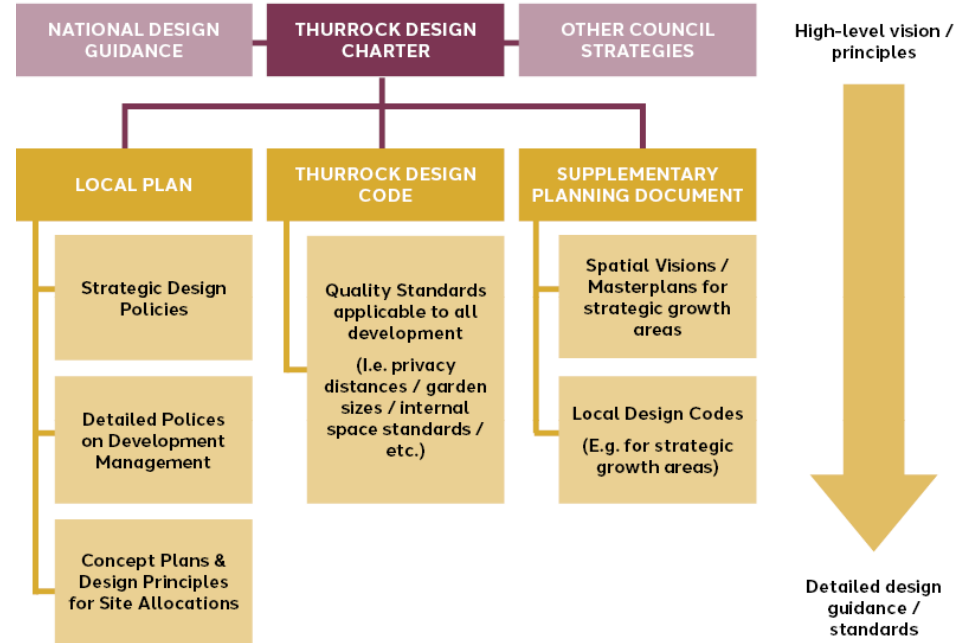 NATIONAL DESIGN
GUIDANCE
THURROCK DESIGN
CHARTER
OTHER COUNCIL
STRATEGIES
High-level vision /
principles
LOCAL PLAN
THURROCK DESIGN
CODE
SUPPLEMENTARY
PLANNING DOCUMENT
Strategic Design
Policies
Detailed Polices
on Development
Management
Concept Plans &
Design Principles
for Site Allocations
Quality Standards
applicable to all
development
(I.e. privacy
distances / garden
sizes / internal
space standards /
etc.)
Spatial Visions /
Masterplans for
strategic growth
areas
Local Design Codes
(E.g. for strategic
growth areas)
Detailed design
guidance /
standards